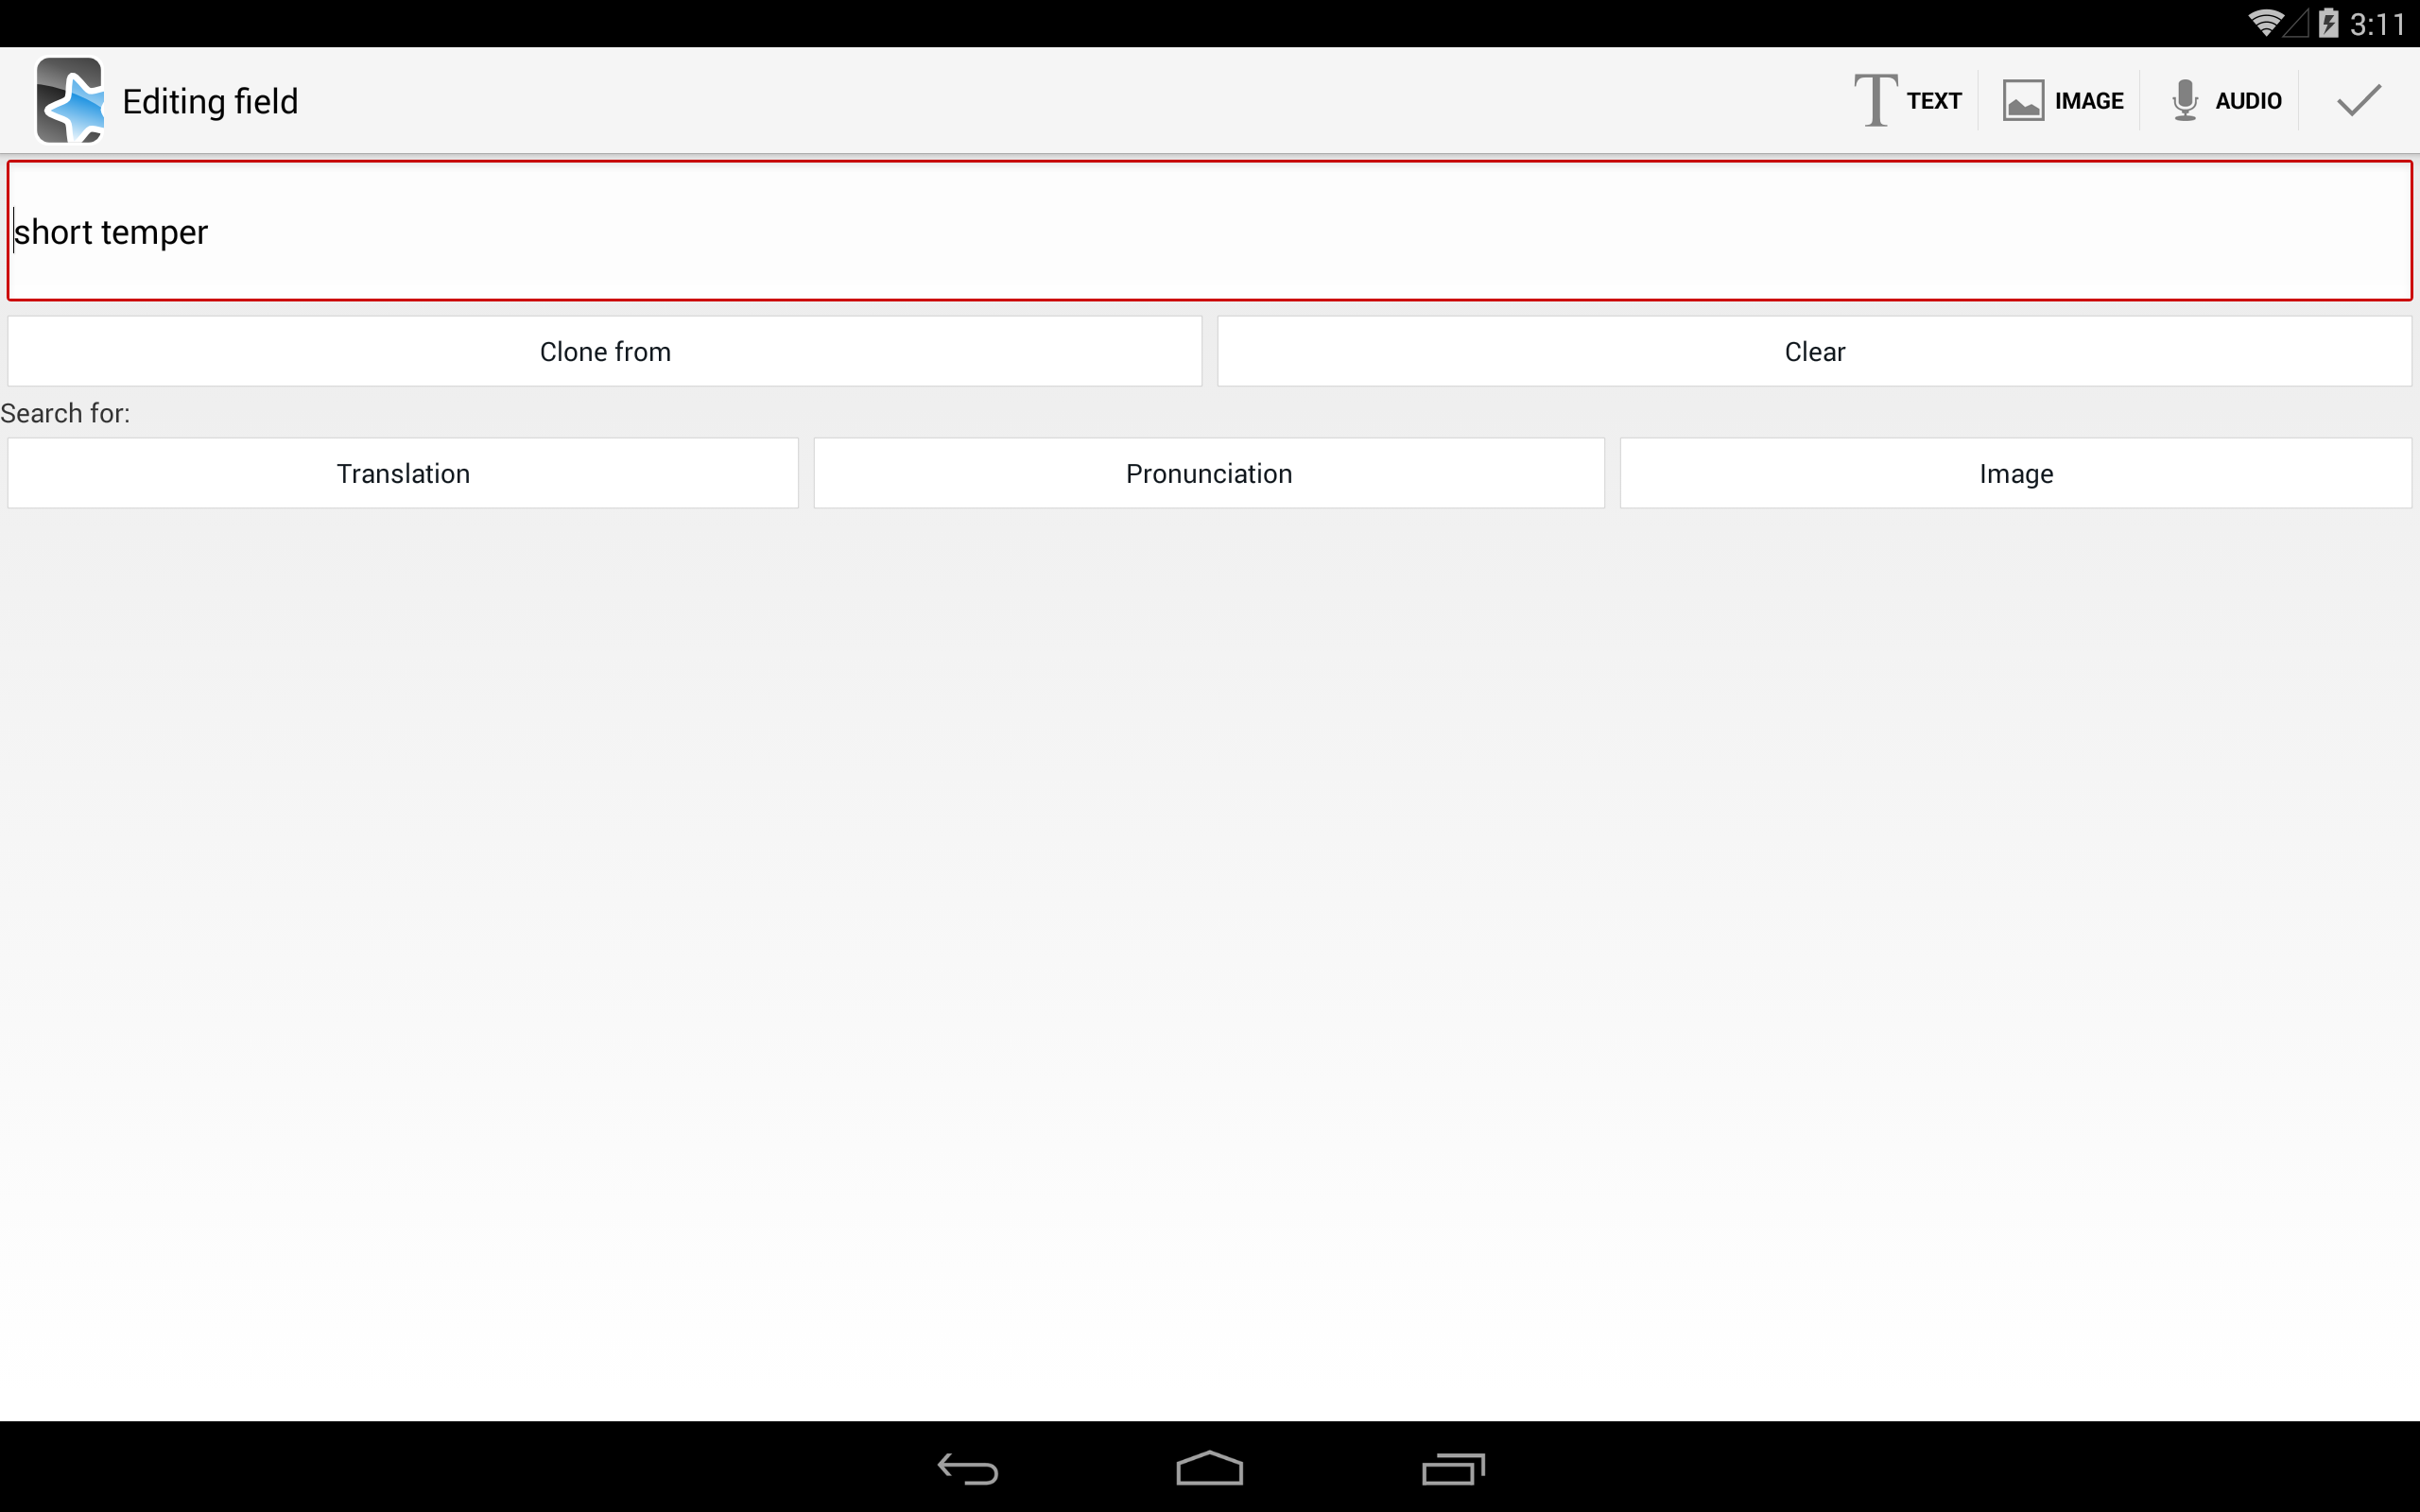 3:11
Editing field
TEXT
IMAGE
AUDIO
short temper
Clone from
Clear
Search for:
Translation
Pronunciation
Image